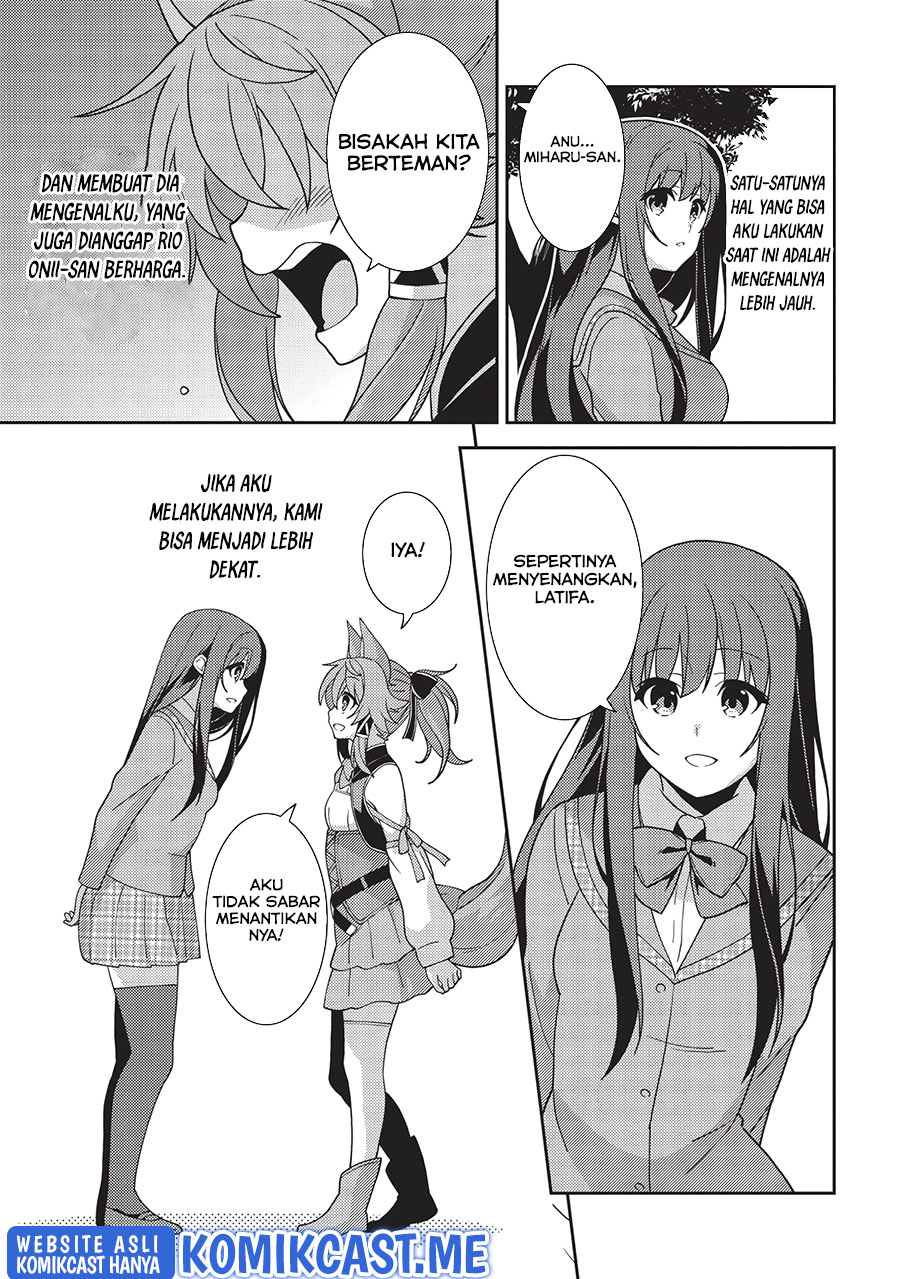 ANU...
MIHARU-SAN.
SATU-SATUNYA
HAL YANG BISA
AKU LAKUKAN
SAAT INI ADALAH
MENGENALNYA
LEBIH JAUH.
BISAKAH KITA
BERTEMAN?
DAN MEMBUAT DIA
MENGENALKU, YANG
JUGA DIANGGAP RIO
ONII-SAN BERHARGA.
SEPERTINYA
MENYENANGKAN,
LATIFA.
IYA!
JIKA AKU
MELAKUKANNYA, KAMI
BISA MENJADI LEBIH
DEKAT.
AKU
TIDAK SABAR
MENANTIKAN
NYA!
WEBSITE ASLI
KOMIKCAST HANYA
KOMIKCAST.ME